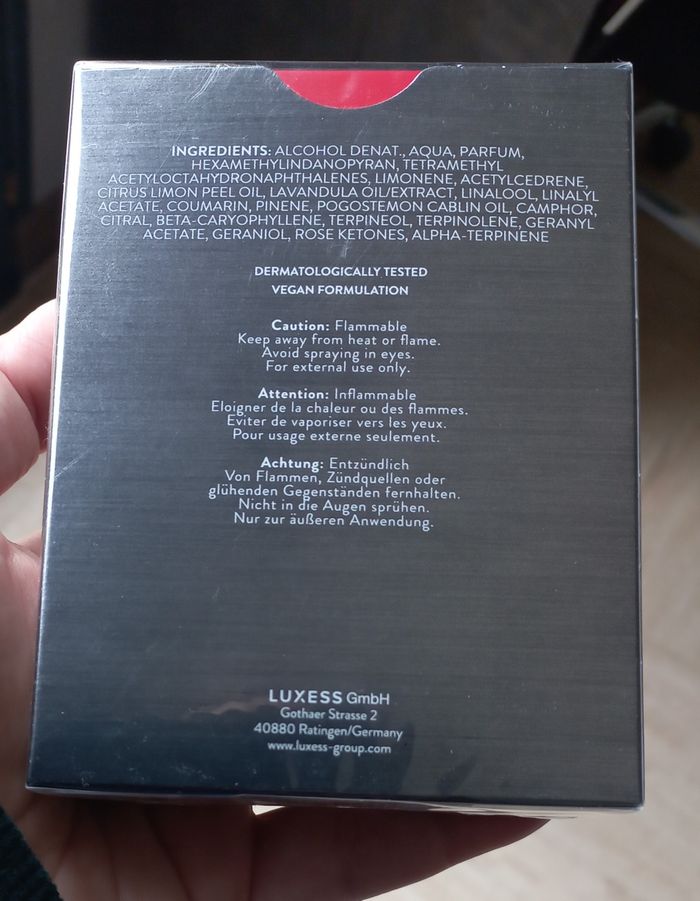 INGREDIENTS: ALCOHOL DENAT., AQUA, PARFUM,
HEXAMETHYLINDANOPYRAN, TETRAMETHYL
ACETYLOCTAHYDRONAPHTHALENES, LIMONENE, ACETYLCEDRENE,
CITRUS LIMON PEEL OIL, LAVANDULA OIL/EXTRACT, LINALOOL, LINALYL
ACETATE, COUMARIN, PINENE, POGOSTEMON CABLIN OIL, CAMPHOR,
CITRAL, BETA-CARYOPHYLLENE, TERPINEOL, TERPINOLENE, GERANYL
ACETATE, GERANIOL, ROSE KETONES, ALPHA-TERPINENE
DERMATOLOGICALLY TESTED
VEGAN FORMULATION
Caution: Flammable
Keep away from heat or flame.
Avoid spraying in eyes.
For external use only.
Attention: Inflammable
Eloigner de la chaleur ou des flammes.
Eviter de vaporiser vers les yeux.
Pour usage externe seulement.
Achtung: Entzündlich
Von Flammen, Zündquellen oder
glühenden Gegenständen fernhalten.
Nicht in die Augen sprühen.
Nur zur äußeren Anwendung.
LUXESS GmbH
Gothaer Strasse 2
40880 Ratingen/Germany
www.luxess-group.com